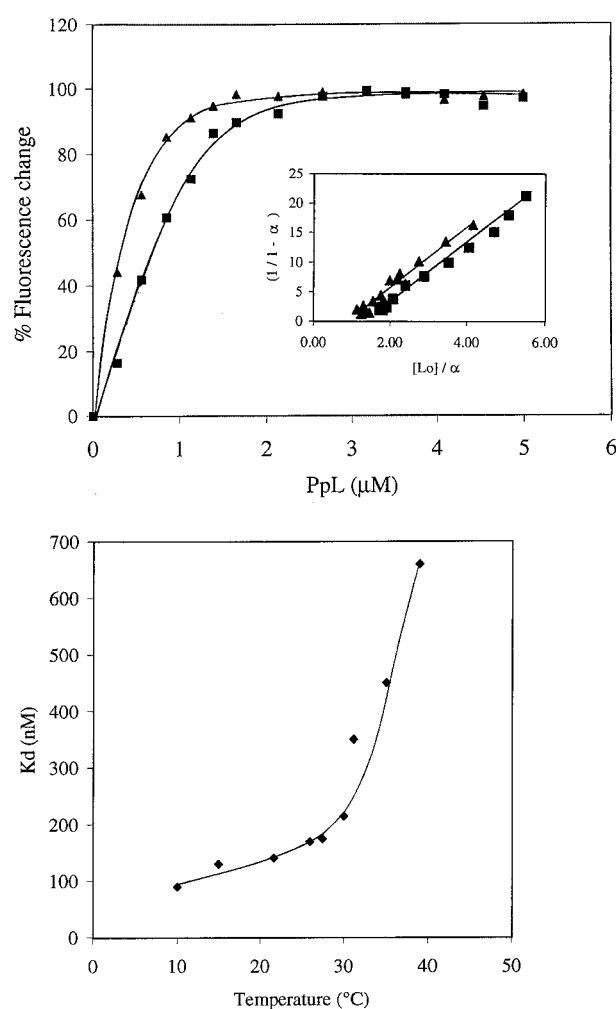 120
100
80
60
40
20
0
% Fluorescence change
0 1 2 3 4 5 6
PpL (μM)
25
20
15
10
5
0
(1 / 1 - α)
0.00 2.00 4.00 6.00
[Lo] / α
700
600
500
400
300
200
100
0
Kd (nM)
0 10 20 30 40 50
Temperature (°C)